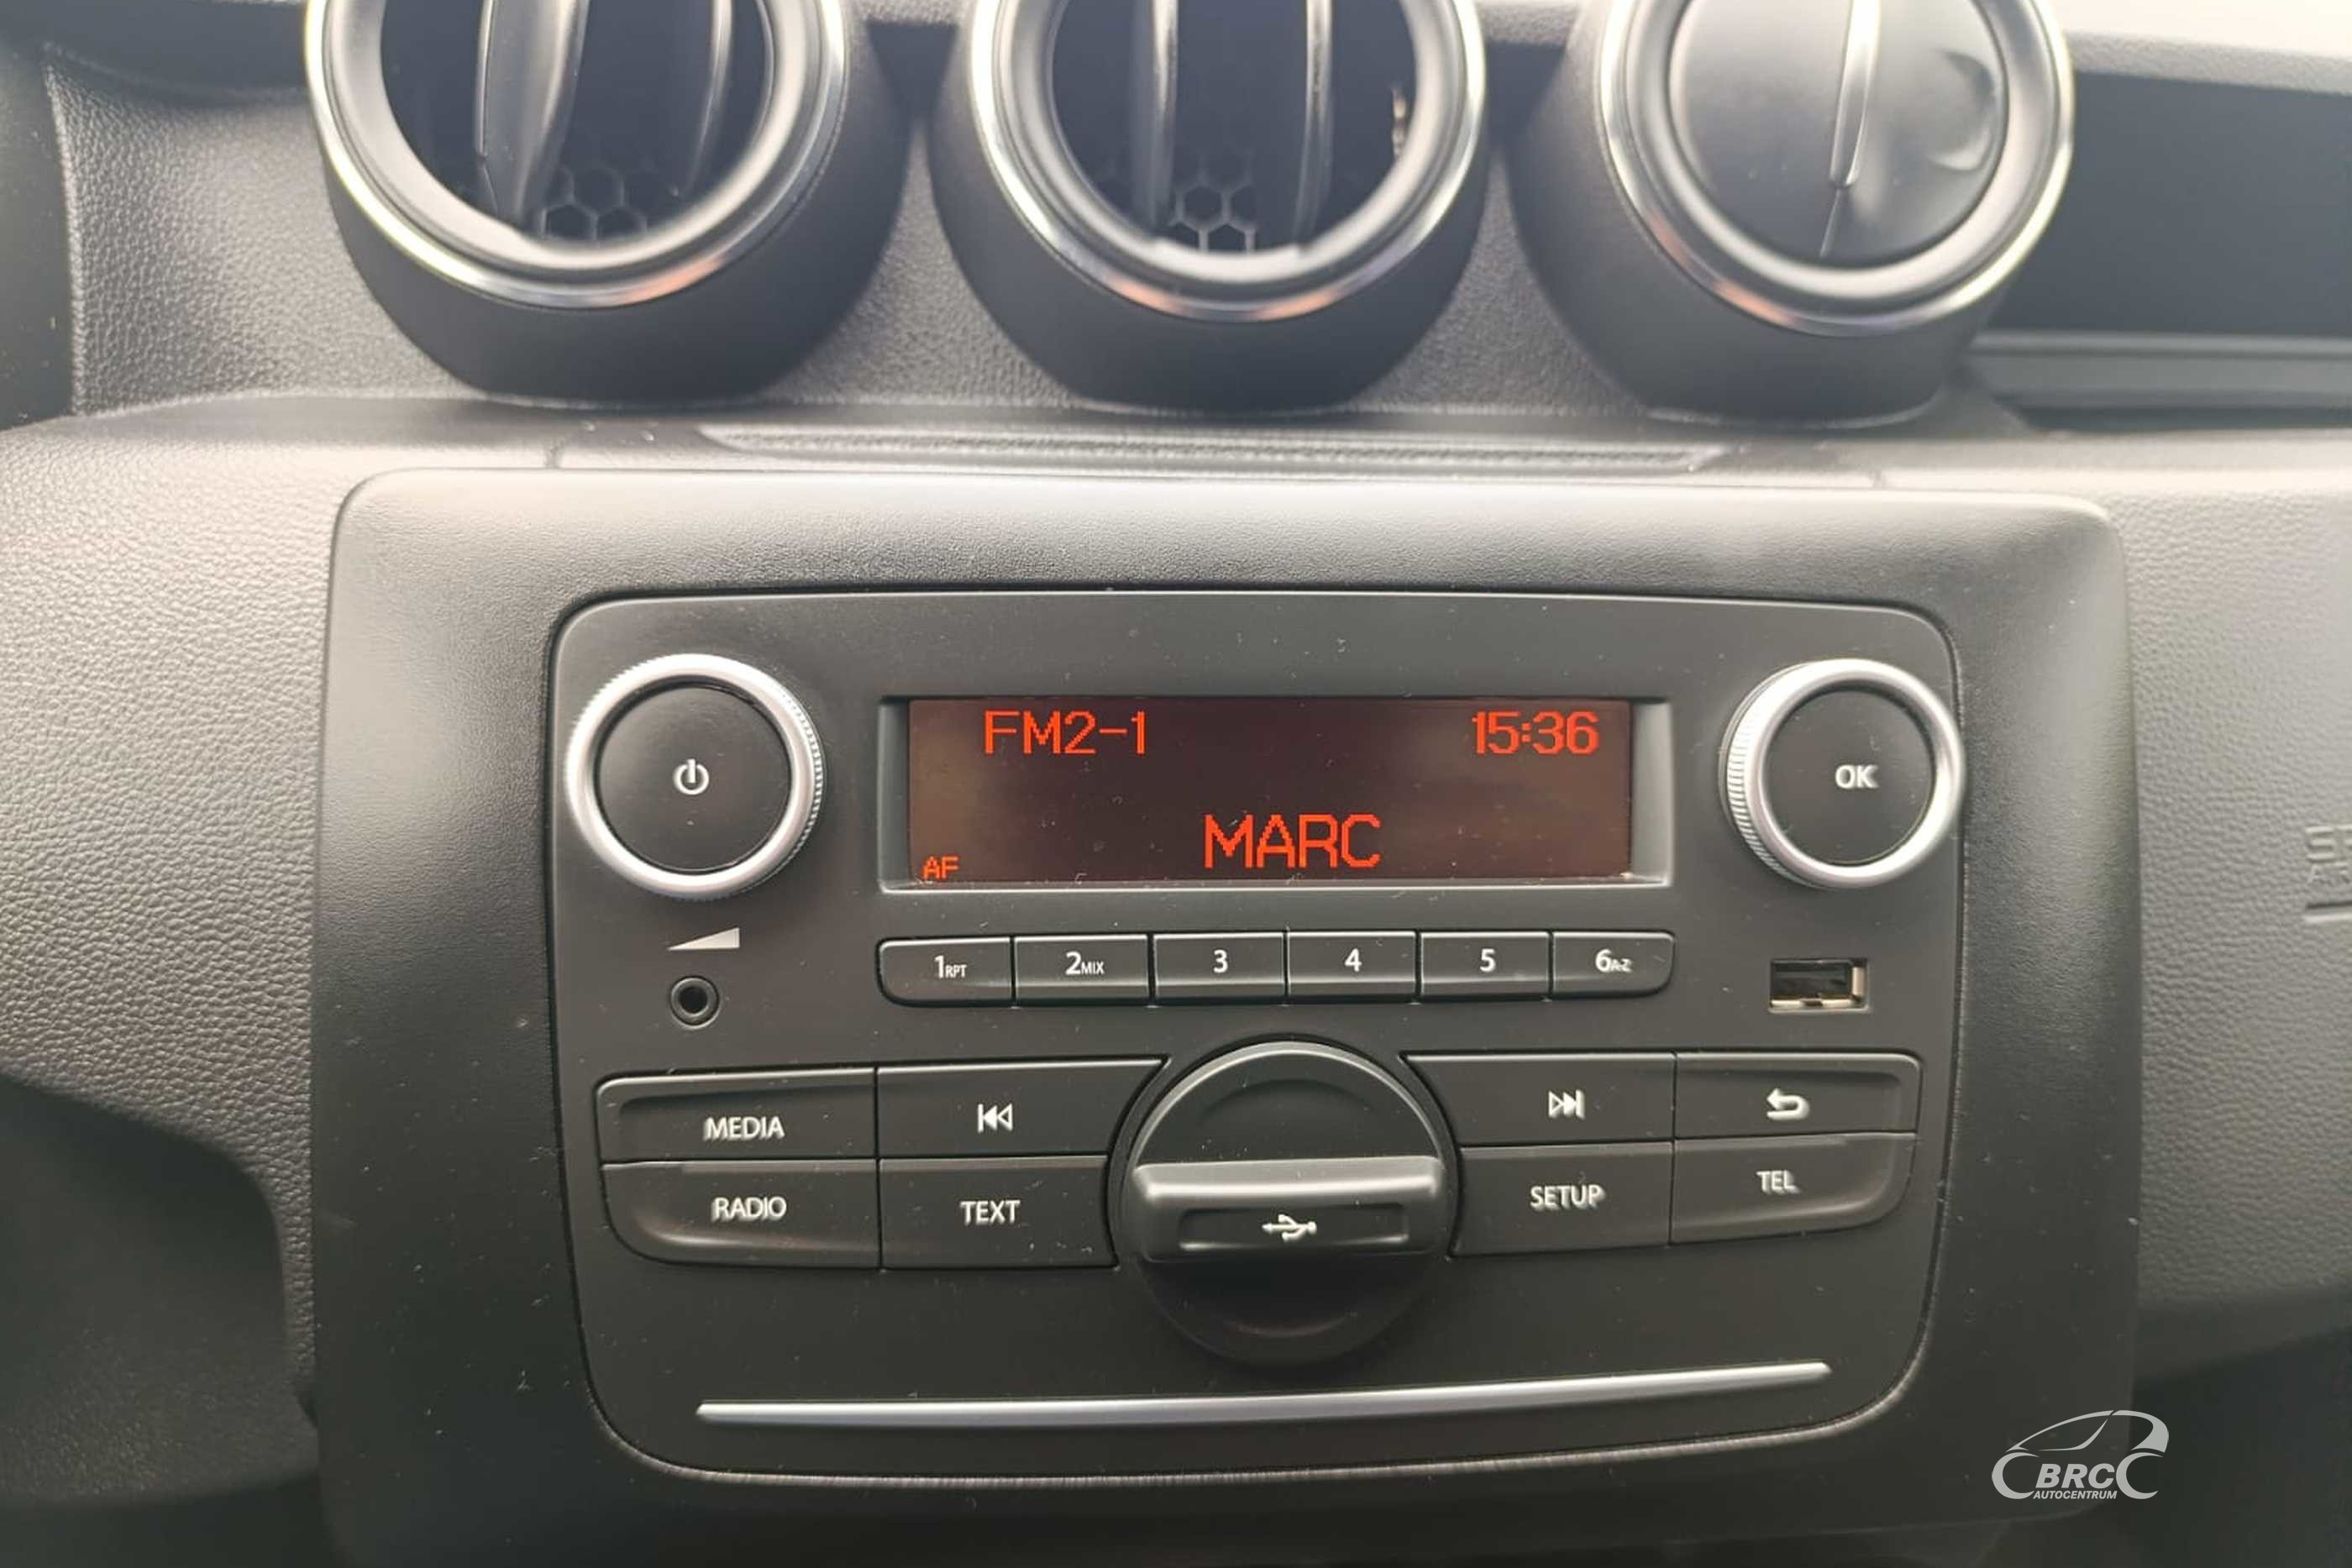 FM2-1 15:36
MARC
AF
OK
1RPT 2MIX 3 4 5 6A-Z
MEDIA
RADIO TEXT SETUP TEL
BRC
AUTOCENTRUM